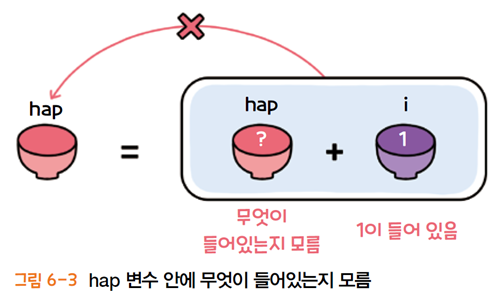 hap
=
hap
?
+
i
1
무엇이
들어있는지 모름
1이 들어 있음
그림 6-3 hap 변수 안에 무엇이 들어있는지 모름